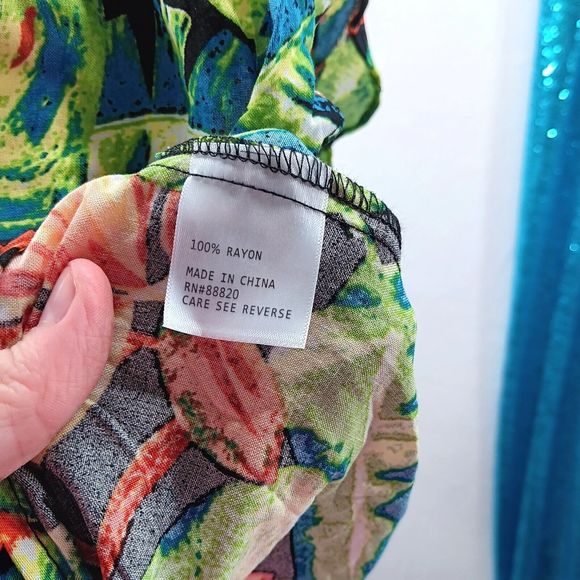 100% RAYON
MADE IN CHINA
RN#88820
CARE SEE REVERSE